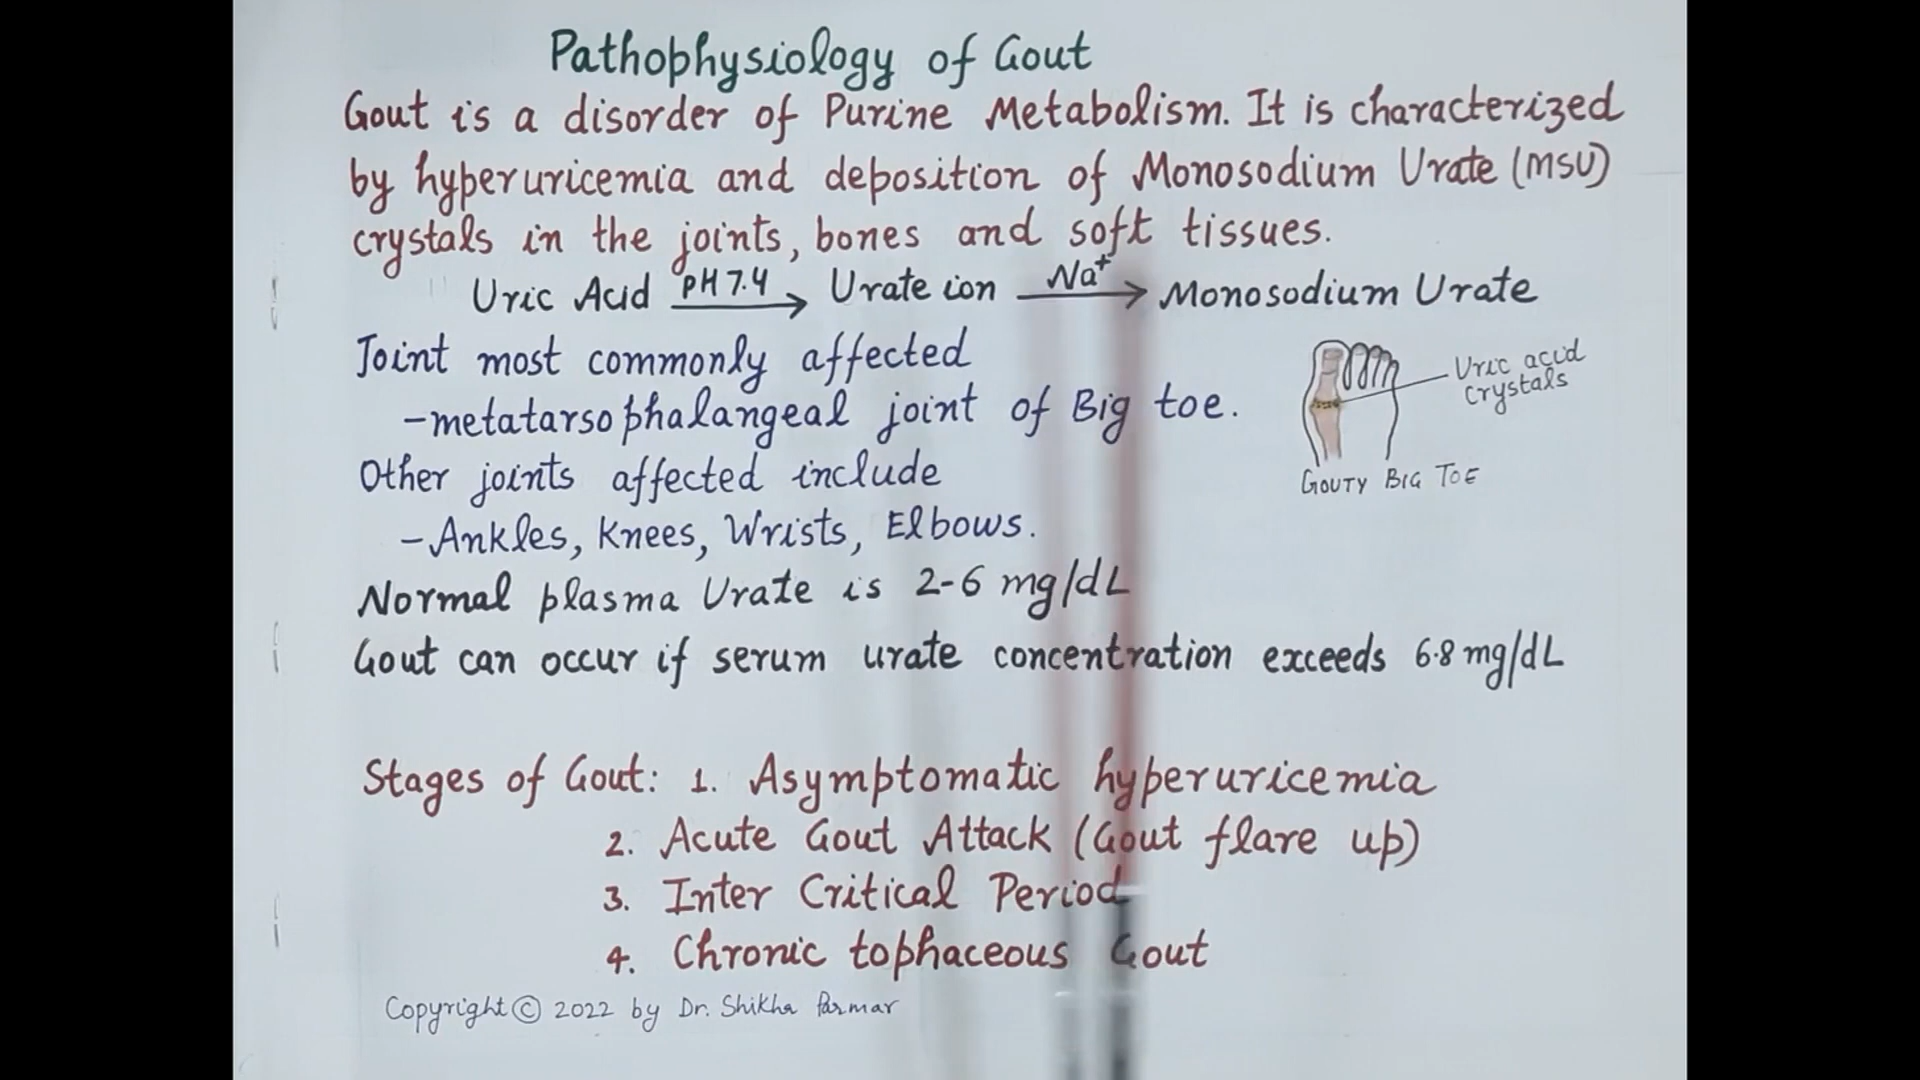 Pathophysiology of Gout
Gout is a disorder of Purine Metabolism. It is characterized
by hyperuricemia and deposition of Monosodium Urate (MSU)
crystals in the joints, bones and soft tissues.
Uric Acid pH 7.4 → Urate ion Na+ → Monosodium Urate
Joint most commonly affected
- metatarsophalangeal joint of Big toe.
Uric acid
crystals
GOUTY BIG TOE
Other joints affected include
- Ankles, Knees, Wrists, Elbows.
Normal plasma Urate is 2-6 mg/dL
Gout can occur if serum urate concentration exceeds 6.8 mg/dL
Stages of Gout: 1. Asymptomatic hyperuricemia
2. Acute Gout Attack (Gout flare up)
3. Inter Critical Period
4. Chronic tophaceous Gout
Copyright © 2022 by Dr. Shikha Parmar